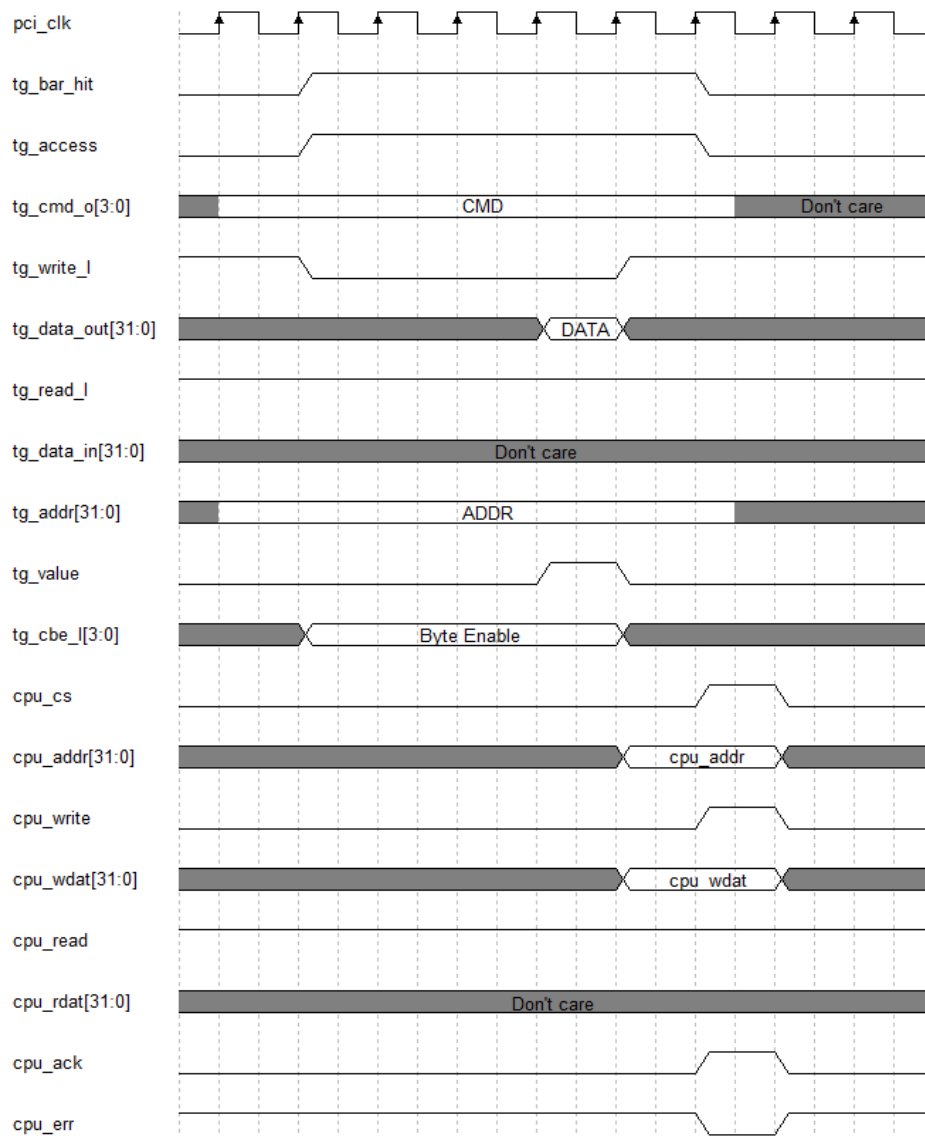 pci_clk
tg_bar_hit
tg_access
tg_cmd_o[3:0] CMD Don't care
tg_write_l
tg_data_out[31:0] DATA
tg_read_l
tg_data_in[31:0] Don't care
tg_addr[31:0] ADDR
tg_value
tg_cbe_l[3:0] Byte Enable
cpu_cs
cpu_addr[31:0] cpu_addr
cpu_write
cpu_wdat[31:0] cpu_wdat
cpu_read
cpu_rdat[31:0] Don't care
cpu_ack
cpu_err